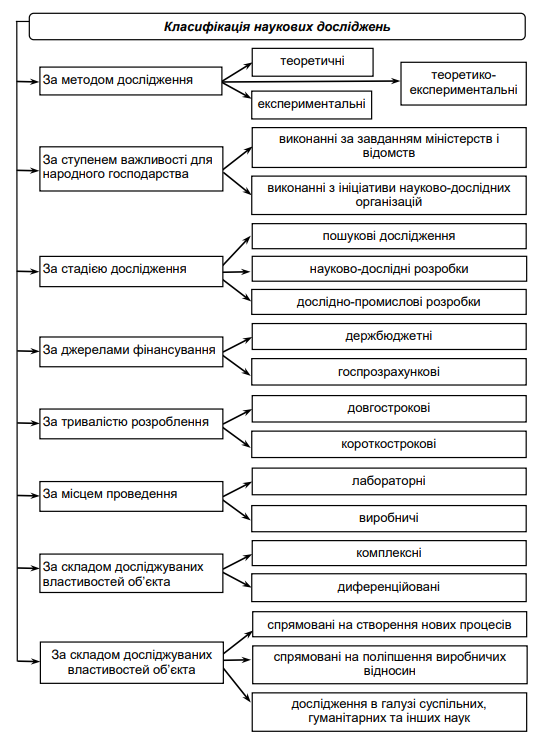 Класифікація наукових досліджень
За методом дослідження
теоретичні
експериментальні
теоретико-
експериментальні
За ступенем важливості для
народного господарства
виконанні за завданням міністерств і
відомств
виконанні з ініціативи науково-дослідних
організацій
За стадією дослідження
пошукові дослідження
науково-дослідні розробки
дослідно-промислові розробки
За джерелами фінансування
держбюджетні
госпрозрахункові
За тривалістю розроблення
довгострокові
короткострокові
За місцем проведення
лабораторні
виробничі
За складом досліджуваних
властивостей об’єкта
комплексні
диференційовані
За складом досліджуваних
властивостей об’єкта
спрямовані на створення нових процесів
спрямовані на поліпшення виробничих
відносин
дослідження в галузі суспільних,
гуманітарних та інших наук